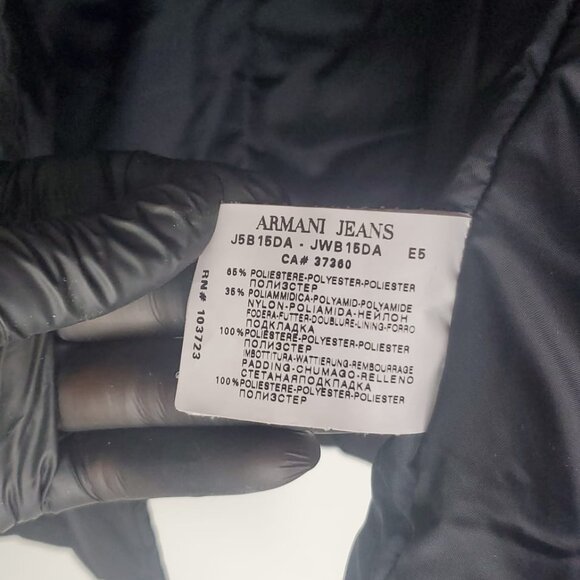 ARMANI JEANS
J5B15DA - JWB15DA E5
CA# 37360
65% POLIESTERE-POLYESTER-POLIESTER
ПОЛИЭСТЕР
35% POLIAMMIDICA-POLYAMID-POLYAMIDE
NYLON-POLIAMIDA-НЕЙЛОН
FODERA-FUTTER-DOUBLURE-LINING-FORRO
ПОДКЛАДКА
100% POLIESTERE-POLYESTER-POLIESTER
ПОЛИЭСТЕР
IMBOTTITURA-WATTIERUNG-REMBOURRAGE
PADDING-CHUMAGO-RELLENO
СТЕГАНАЯПОДКЛАДКА
100% POLIESTERE-POLYESTER-POLIESTER
ПОЛИЭСТЕР
RN# 103723